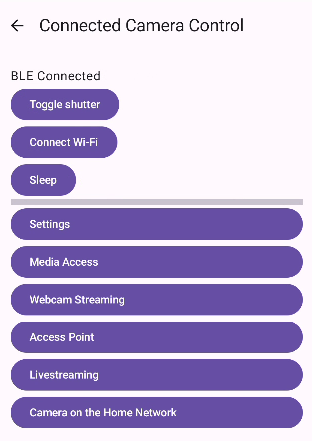 Connected Camera Control
BLE Connected
Toggle shutter
Connect Wi-Fi
Sleep
Settings
Media Access
Webcam Streaming
Access Point
Livestreaming
Camera on the Home Network